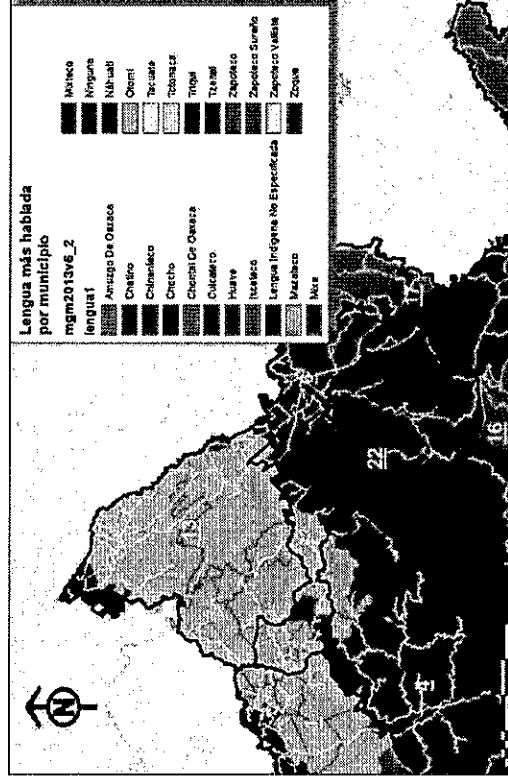 Lengua más hablada
por municipio
mgm2013v6_2
lengua1
Amuzgo De Oaxaca
Chatino
Chinanteco
Chocho
Chontal De Oaxaca
Cuicateco
Huave
Ixcateco
Lengua Indígena No Especificada
Mazateco
Mixe
Mixteco
Ninguna
Náhuatl
Otomí
Tacuate
Totonaca
Triqui
Tzeltal
Zapoteco
Zapoteco Sureño
Zapoteco Vallista
Zoque
N
22
16